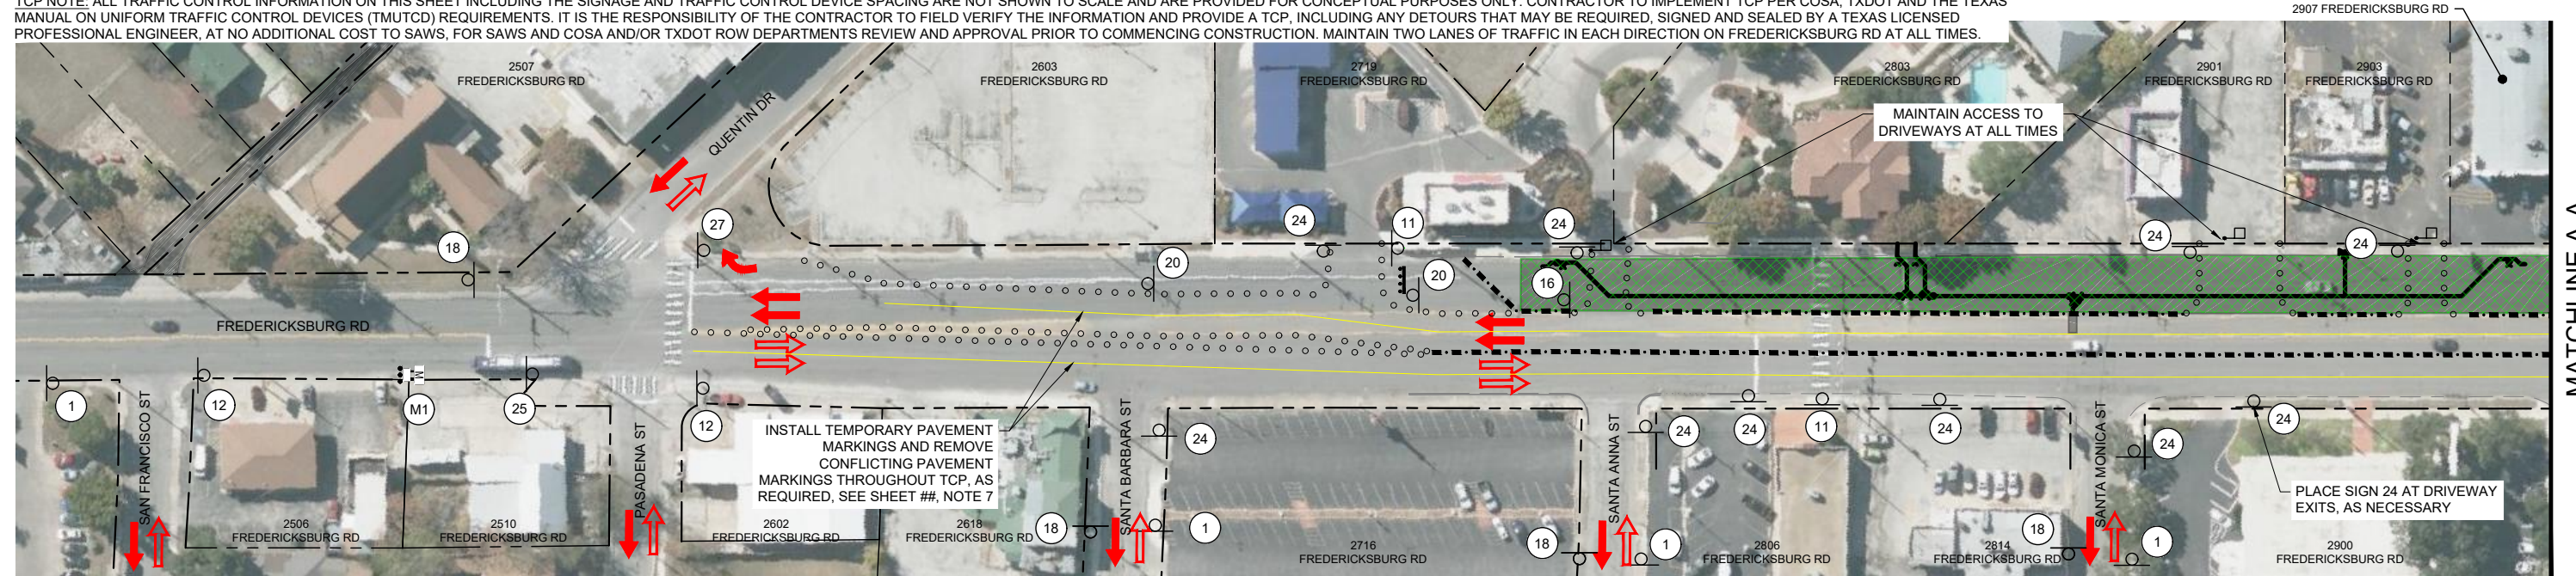 TCP NOTE: ALL TRAFFIC CONTROL INFORMATION ON THIS SHEET INCLUDING THE SIGNAGE AND TRAFFIC CONTROL DEVICE SPACING ARE NOT SHOWN TO SCALE AND ARE PROVIDED FOR CONCEPTUAL PURPOSES ONLY. CONTRACTOR TO IMPLEMENT TCP PER COSA, TXDOT AND THE TEXAS
MANUAL ON UNIFORM TRAFFIC CONTROL DEVICES (TMUTCD) REQUIREMENTS. IT IS THE RESPONSIBILITY OF THE CONTRACTOR TO FIELD VERIFY THE INFORMATION AND PROVIDE A TCP, INCLUDING ANY DETOURS THAT MAY BE REQUIRED, SIGNED AND SEALED BY A TEXAS LICENSED
PROFESSIONAL ENGINEER, AT NO ADDITIONAL COST TO SAWS, FOR SAWS AND COSA AND/OR TXDOT ROW DEPARTMENTS REVIEW AND APPROVAL PRIOR TO COMMENCING CONSTRUCTION. MAINTAIN TWO LANES OF TRAFFIC IN EACH DIRECTION ON FREDERICKSBURG RD AT ALL TIMES.
2907 FREDERICKSBURG RD
2507
FREDERICKSBURG RD
2603
FREDERICKSBURG RD
2719
FREDERICKSBURG RD
2803
FREDERICKSBURG RD
2901
FREDERICKSBURG RD
2903
FREDERICKSBURG RD
QUENTIN DR
MAINTAIN ACCESS TO
DRIVEWAYS AT ALL TIMES
18
27
20
24
11
20
24
16
24
24
FREDERICKSBURG RD
MATCHLINE A-A
1
12
M1
M
25
12
24
24
24
11
24
24
24
SAN FRANCISCO ST
PASADENA ST
SANTA BARBARA ST
SANTA ANNA ST
SANTA MONICA ST
INSTALL TEMPORARY PAVEMENT
MARKINGS AND REMOVE
CONFLICTING PAVEMENT
MARKINGS THROUGHOUT TCP, AS
REQUIRED, SEE SHEET ##, NOTE 7
PLACE SIGN 24 AT DRIVEWAY
EXITS, AS NECESSARY
2506
FREDERICKSBURG RD
2510
FREDERICKSBURG RD
2602
FREDERICKSBURG RD
2618
FREDERICKSBURG RD
18
1
2716
FREDERICKSBURG RD
18
1
2806
FREDERICKSBURG RD
2814
FREDERICKSBURG RD
18
1
2900
FREDERICKSBURG RD